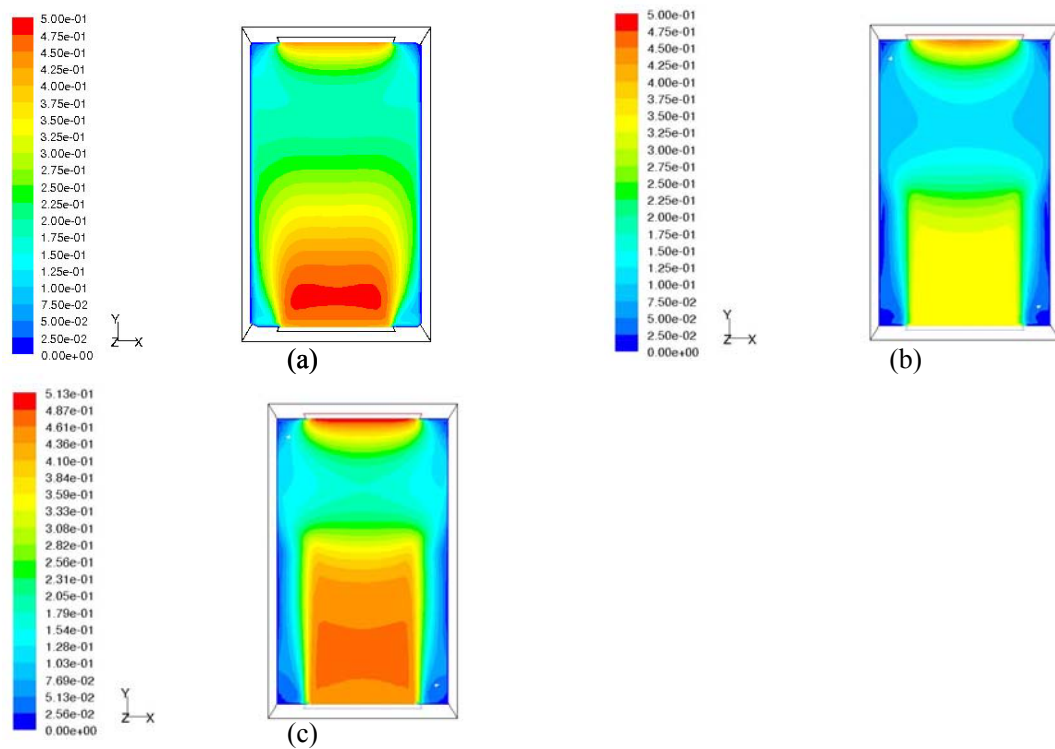 5.00e-01
4.75e-01
4.50e-01
4.25e-01
4.00e-01
3.75e-01
3.50e-01
3.25e-01
3.00e-01
2.75e-01
2.50e-01
2.25e-01
2.00e-01
1.75e-01
1.50e-01
1.25e-01
1.00e-01
7.50e-02
5.00e-02
2.50e-02
0.00e+00
Y
Z X
(a)
5.00e-01
4.75e-01
4.50e-01
4.25e-01
4.00e-01
3.75e-01
3.50e-01
3.25e-01
3.00e-01
2.75e-01
2.50e-01
2.25e-01
2.00e-01
1.75e-01
1.50e-01
1.25e-01
1.00e-01
7.50e-02
5.00e-02
2.50e-02
0.00e+00
Y
Z X
(b)
5.13e-01
4.87e-01
4.61e-01
4.36e-01
4.10e-01
3.84e-01
3.59e-01
3.33e-01
3.08e-01
2.82e-01
2.56e-01
2.31e-01
2.05e-01
1.79e-01
1.54e-01
1.28e-01
1.03e-01
7.69e-02
5.13e-02
2.56e-02
0.00e+00
Y
Z X
(c)